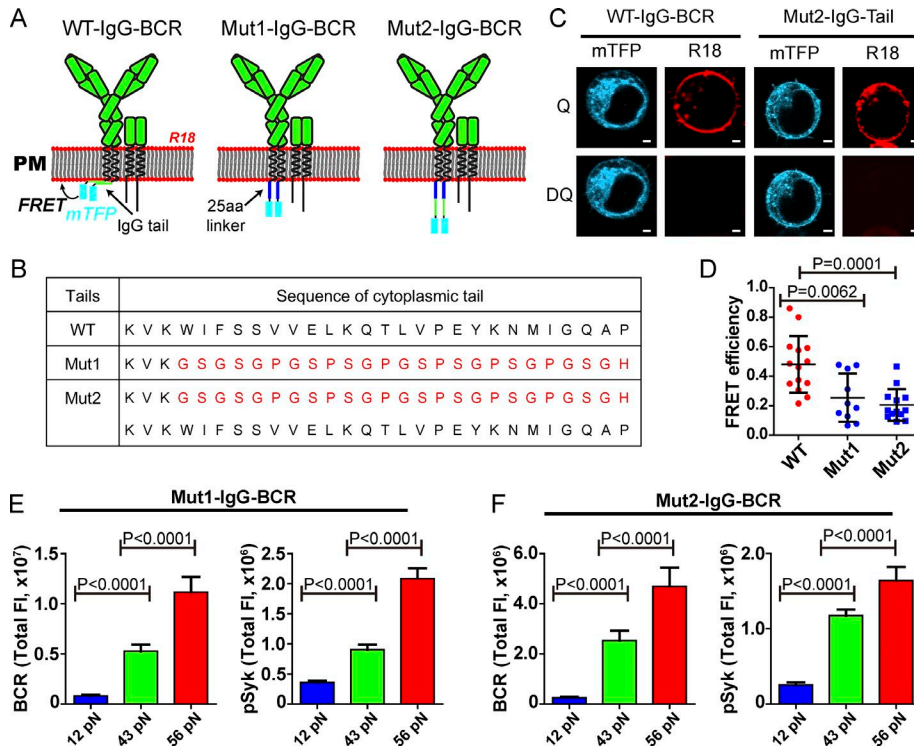 A
WT-IgG-BCR
Mut1-IgG-BCR
Mut2-IgG-BCR
R18
PM
FRET
mTFP
IgG tail
25aa
linker
C
WT-IgG-BCR
Mut2-IgG-Tail
mTFP
R18
mTFP
R18
Q
DQ
B
Tails
Sequence of cytoplasmic tail
WT
K V K W I F S S V V E L K Q T L V P E Y K N M I G Q A P
Mut1
K V K G S G S G P G S P S G P G S P S G P S G P G S G H
Mut2
K V K G S G S G P G S P S G P G S P S G P S G P G S G H
K V K W I F S S V V E L K Q T L V P E Y K N M I G Q A P
D
P=0.0001
P=0.0062
FRET efficiency
1.0
0.8
0.6
0.4
0.2
0.0
WT
Mut1
Mut2
E
Mut1-IgG-BCR
BCR (Total FI, x10⁷)
1.5
1.0
0.5
0
P<0.0001
P<0.0001
12 pN
43 pN
56 pN
pSyk (Total FI, x10⁶)
2.5
2.0
1.5
1.0
0.5
0
P<0.0001
P<0.0001
12 pN
43 pN
56 pN
F
Mut2-IgG-BCR
BCR (Total FI, x10⁶)
6.0
4.0
2.0
0
P<0.0001
P<0.0001
12 pN
43 pN
56 pN
pSyk (Total FI, x10⁶)
2.0
1.5
1.0
0.5
0
P<0.0001
P<0.0001
12 pN
43 pN
56 pN